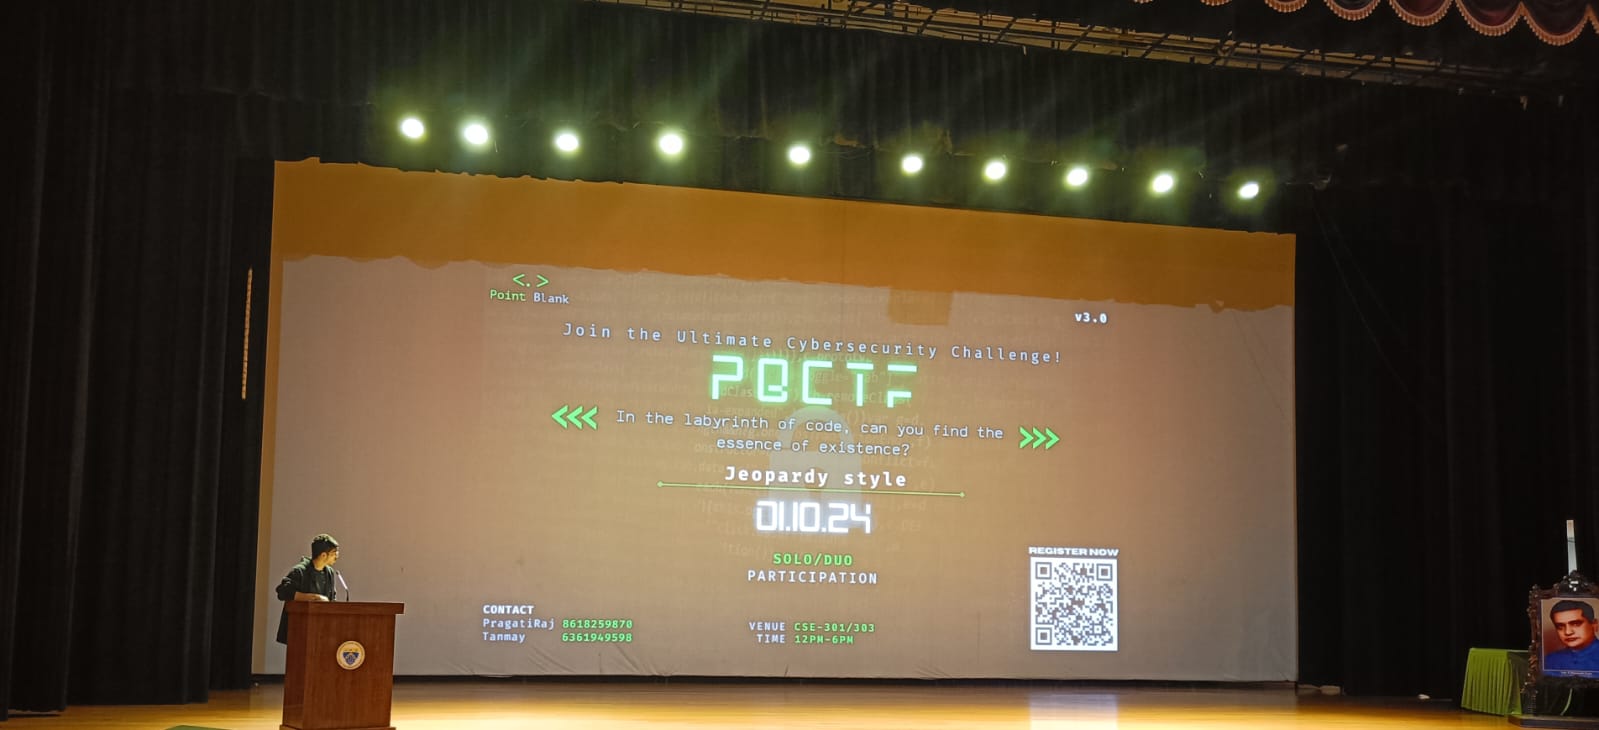 <.>
Point Blank
v3.0
Join the Ultimate Cybersecurity Challenge!
PBCTF
<<< In the labyrinth of code, can you find the >>>
essence of existence?
Jeopardy style
01.10.24
SOLO/DUO
PARTICIPATION
REGISTER NOW
CONTACT
PragatiRaj 8618259870
Tanmay 6361949598
VENUE CSE-301/303
TIME 12PM-6PM